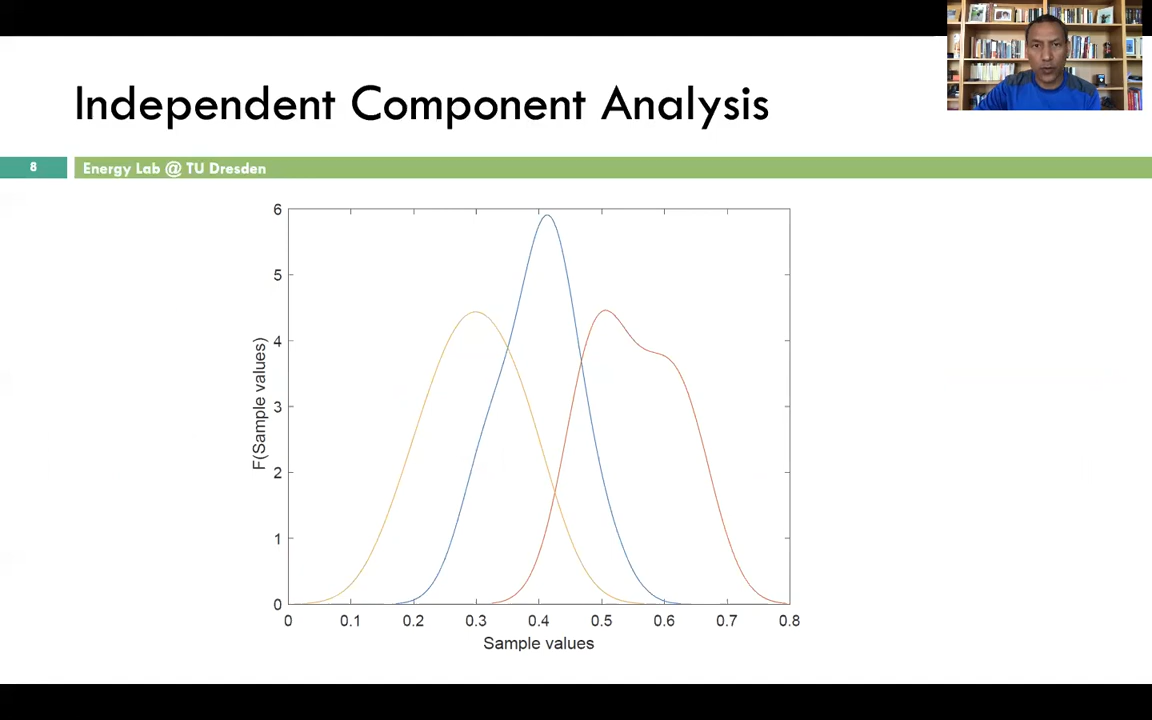 Independent Component Analysis
8
Energy Lab @ TU Dresden
6
5
4
3
2
1
0
F(Sample values)
0 0.1 0.2 0.3 0.4 0.5 0.6 0.7 0.8
Sample values